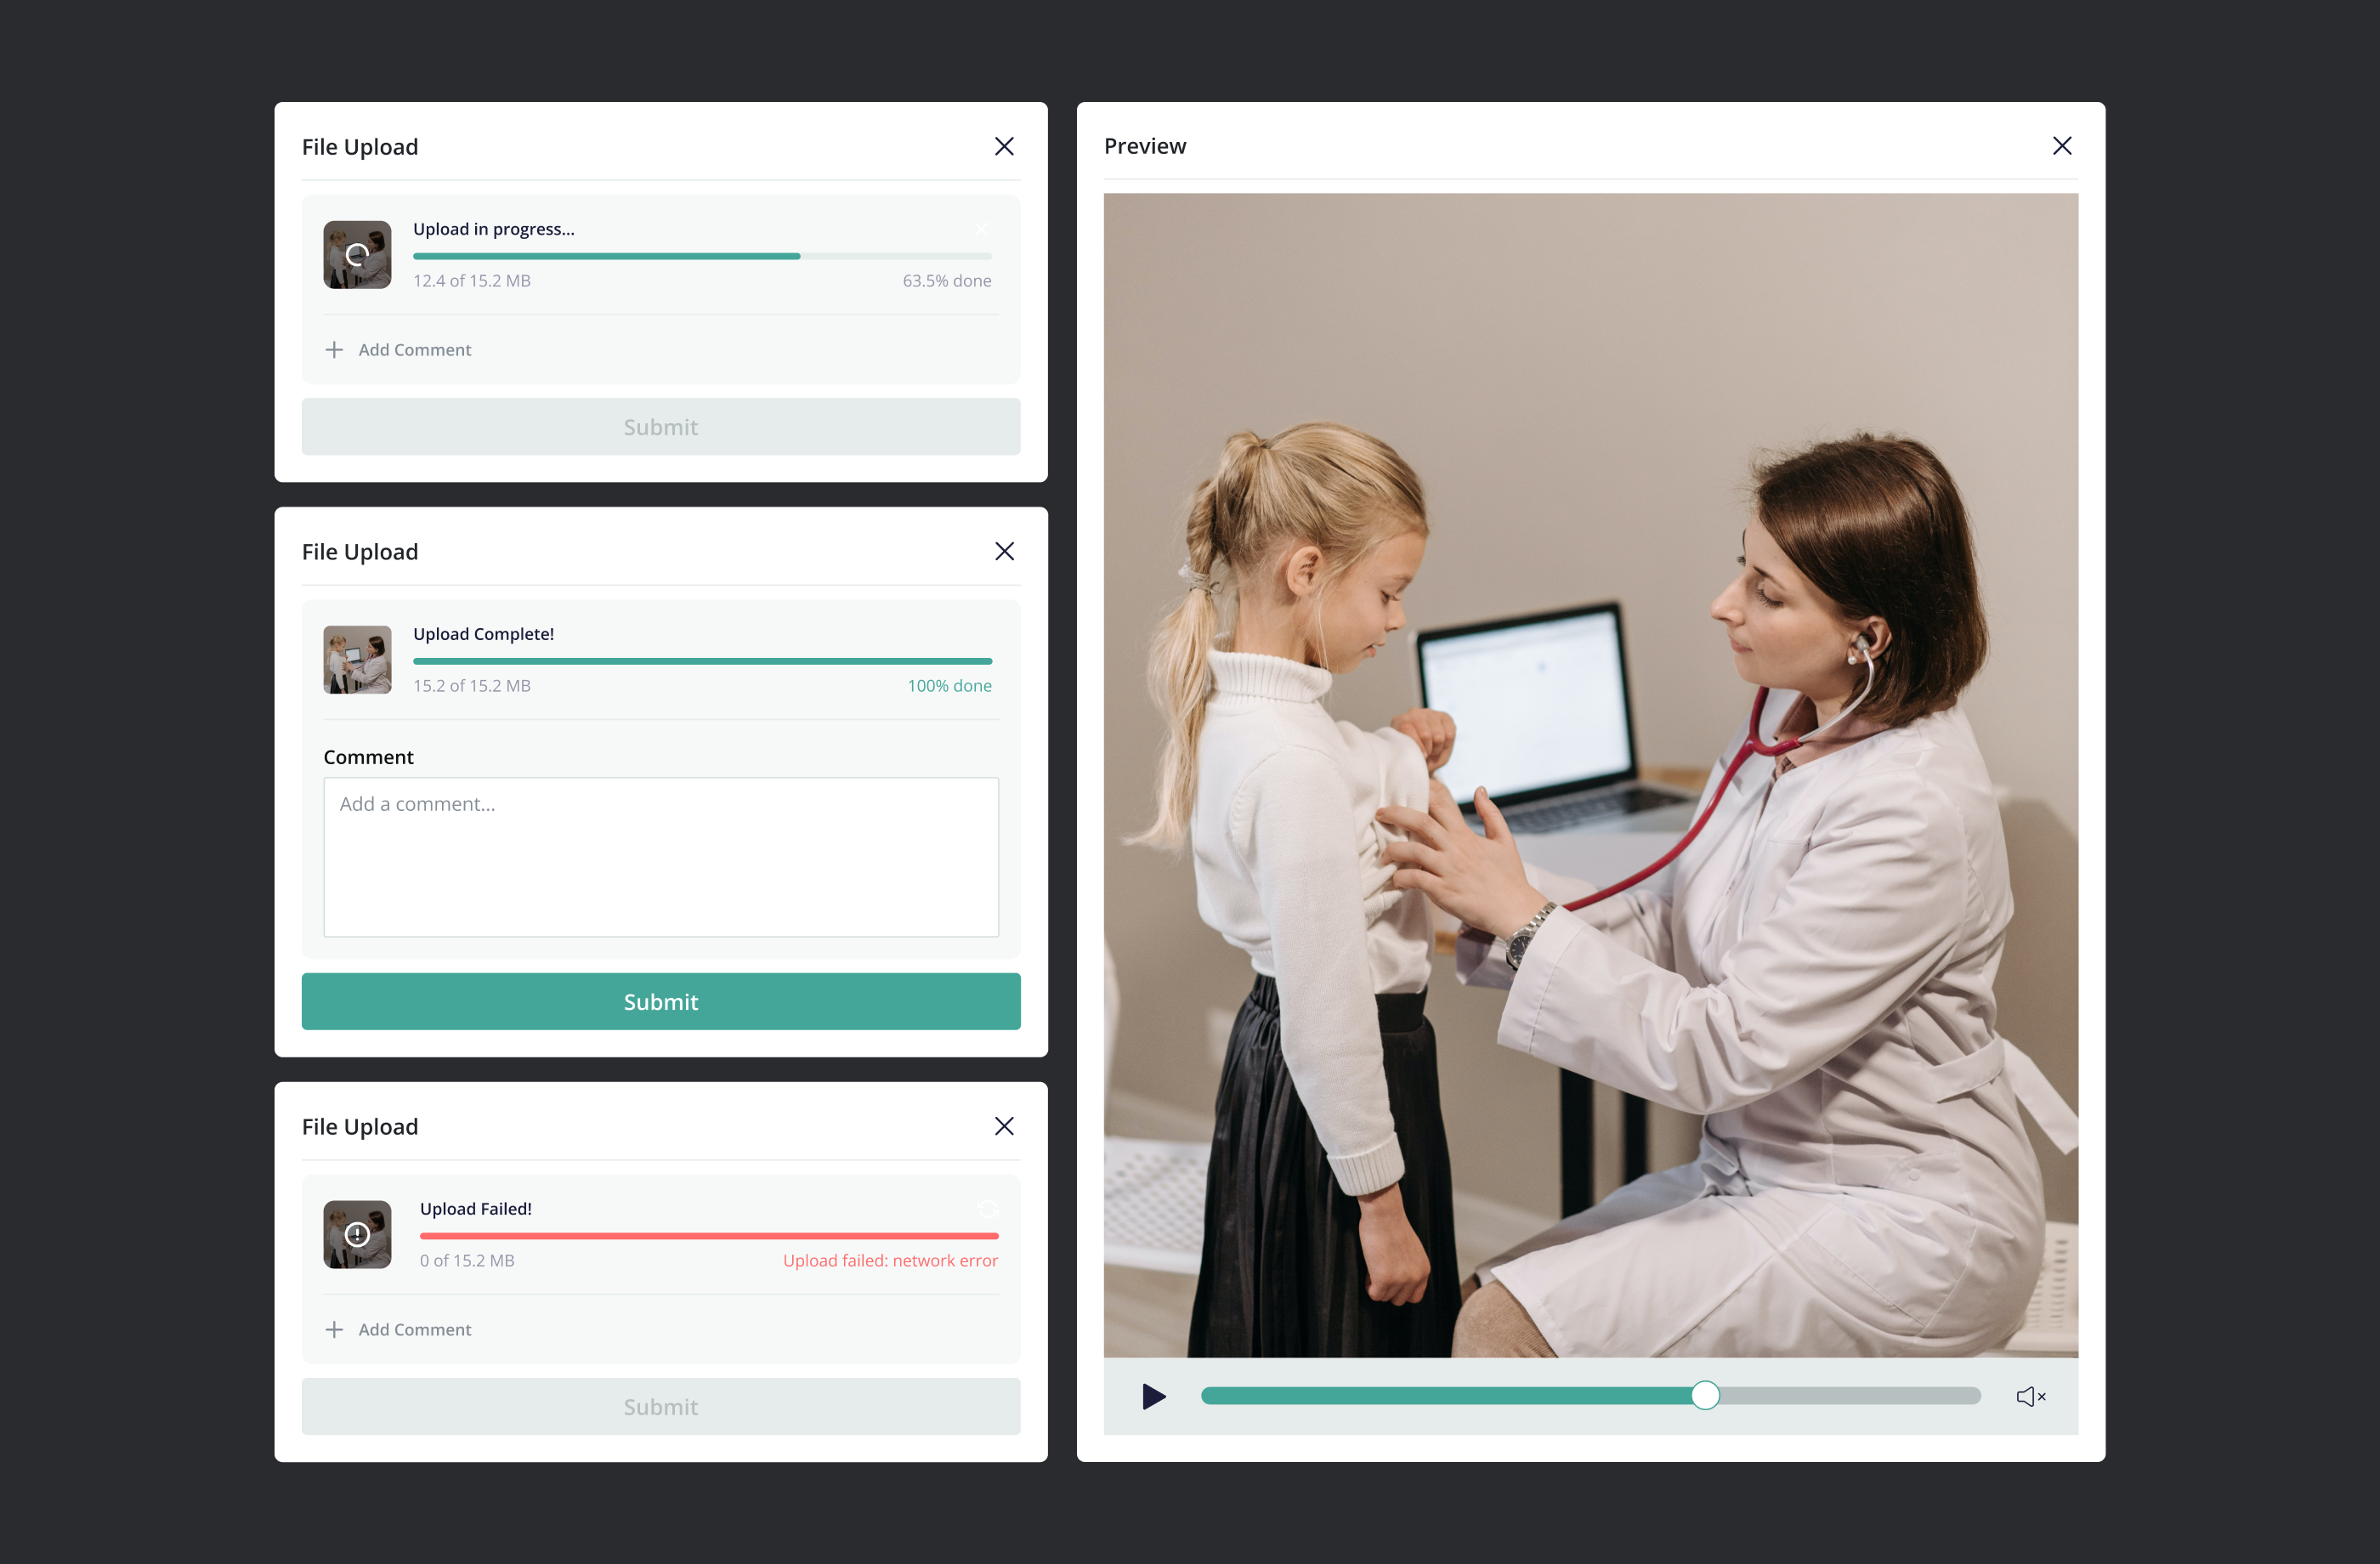 File Upload
Upload in progress...
12.4 of 15.2 MB
63.5% done
Add Comment
Submit
File Upload
Upload Complete!
15.2 of 15.2 MB
100% done
Comment
Add a comment...
Submit
File Upload
Upload Failed!
0 of 15.2 MB
Upload failed: network error
Add Comment
Submit
Preview